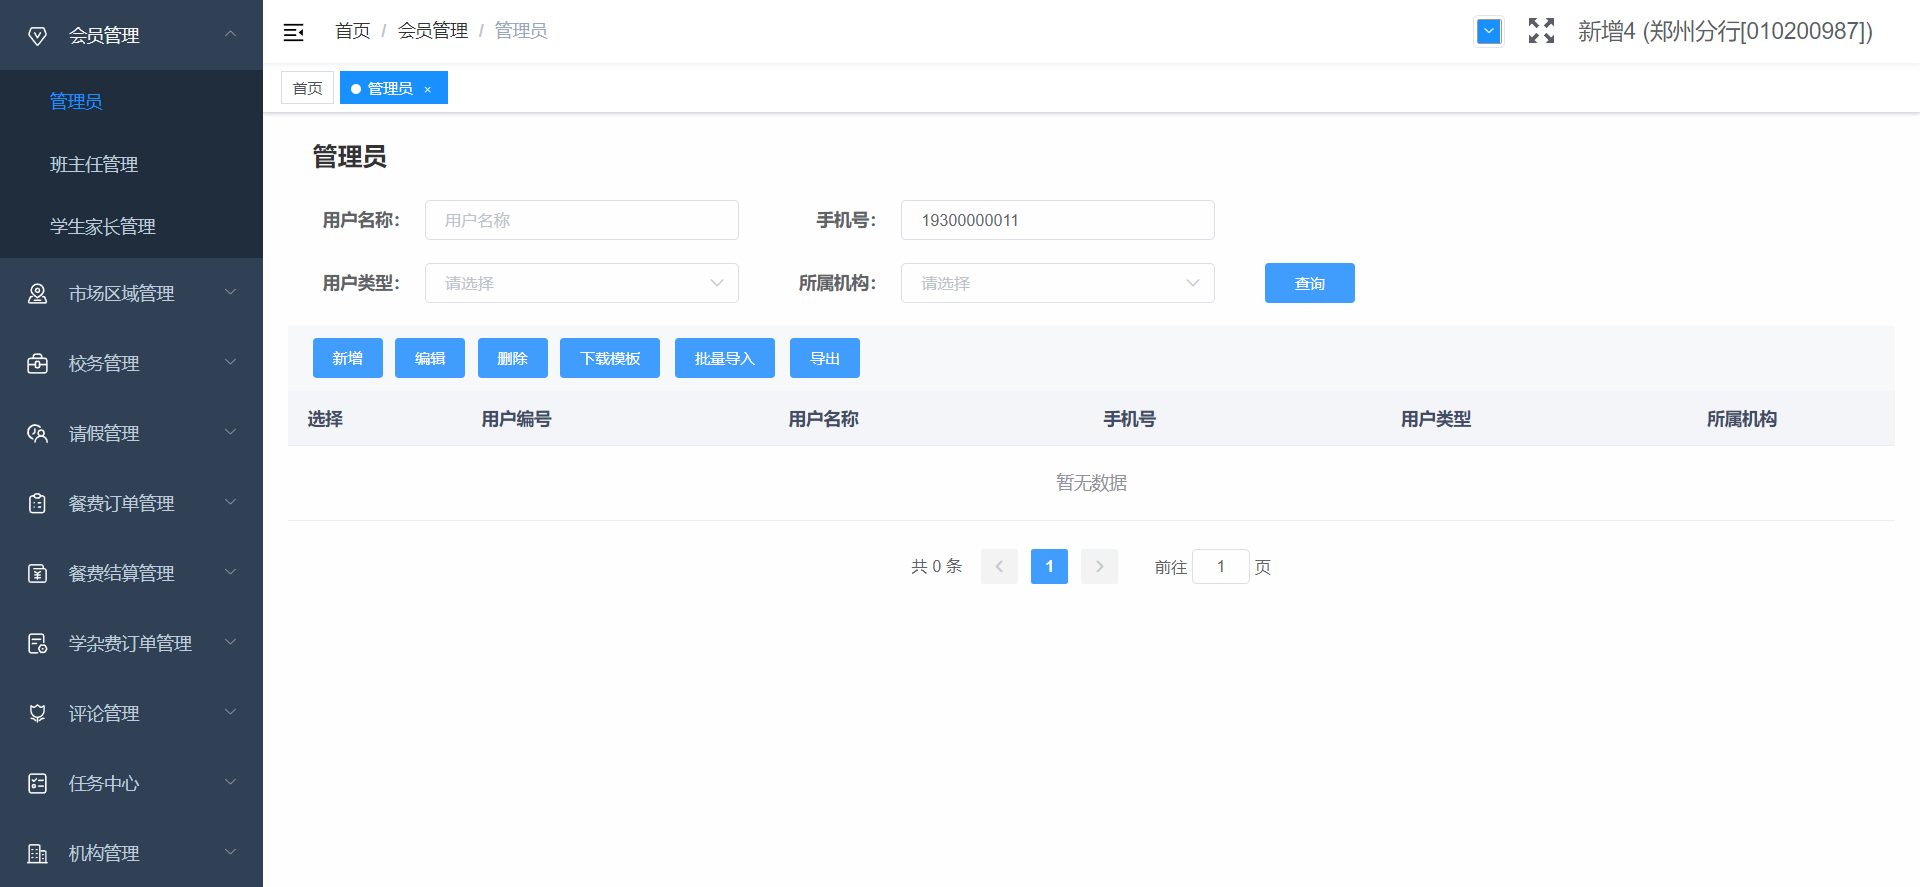 会员管理
管理员
班主任管理
学生家长管理
市场区域管理
校务管理
请假管理
餐费订单管理
餐费结算管理
学杂费订单管理
评论管理
任务中心
机构管理
首页 / 会员管理 / 管理员
新增4 (郑州分行[010200987])
首页
管理员 ×
管理员
用户名称： 用户名称
手机号： 19300000011
用户类型： 请选择
所属机构： 请选择
查询
新增 编辑 删除 下载模板 批量导入 导出
选择 用户编号 用户名称 手机号 用户类型 所属机构
暂无数据
共 0 条 1 前往 1 页